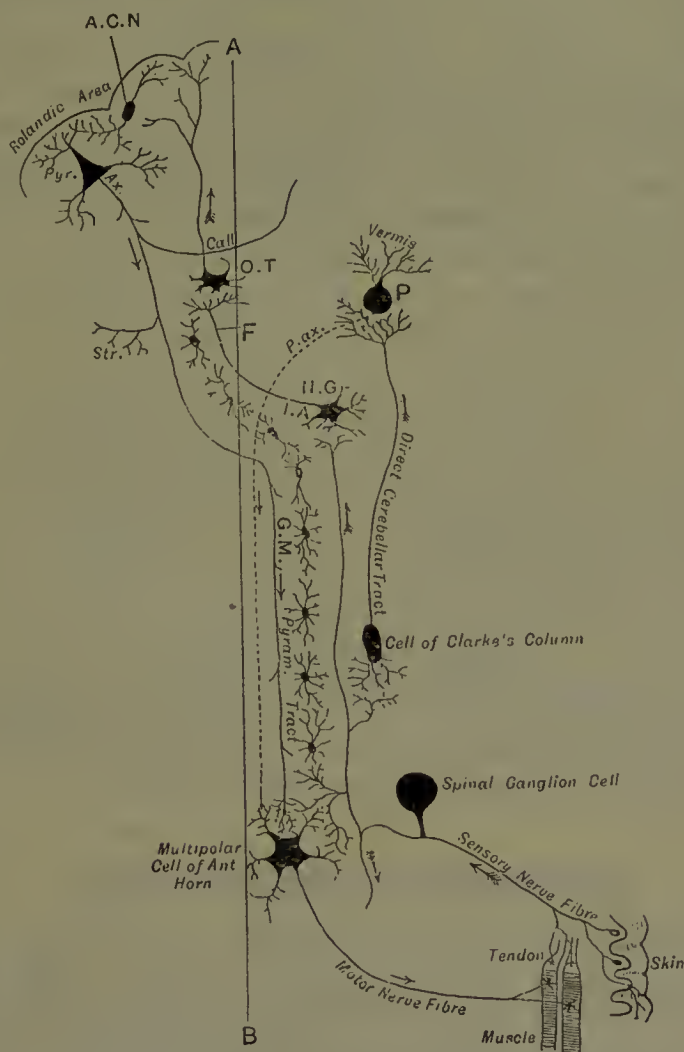 A.C.N
A
Rolandic Area
Pyr.
Ax.
Call
O.T
Vermis
P
F
P. ax.
Str.
I.I.G
I.A
Direct Cerebellar Tract
G.M.
Pyram.
Tract
Cell of Clarke's Column
Spinal Ganglion Cell
Multipolar
Cell of Ant
Horn
Sensory Nerve Fibre
Tendon
Skin
Motor Nerve Fibre
Muscle
B